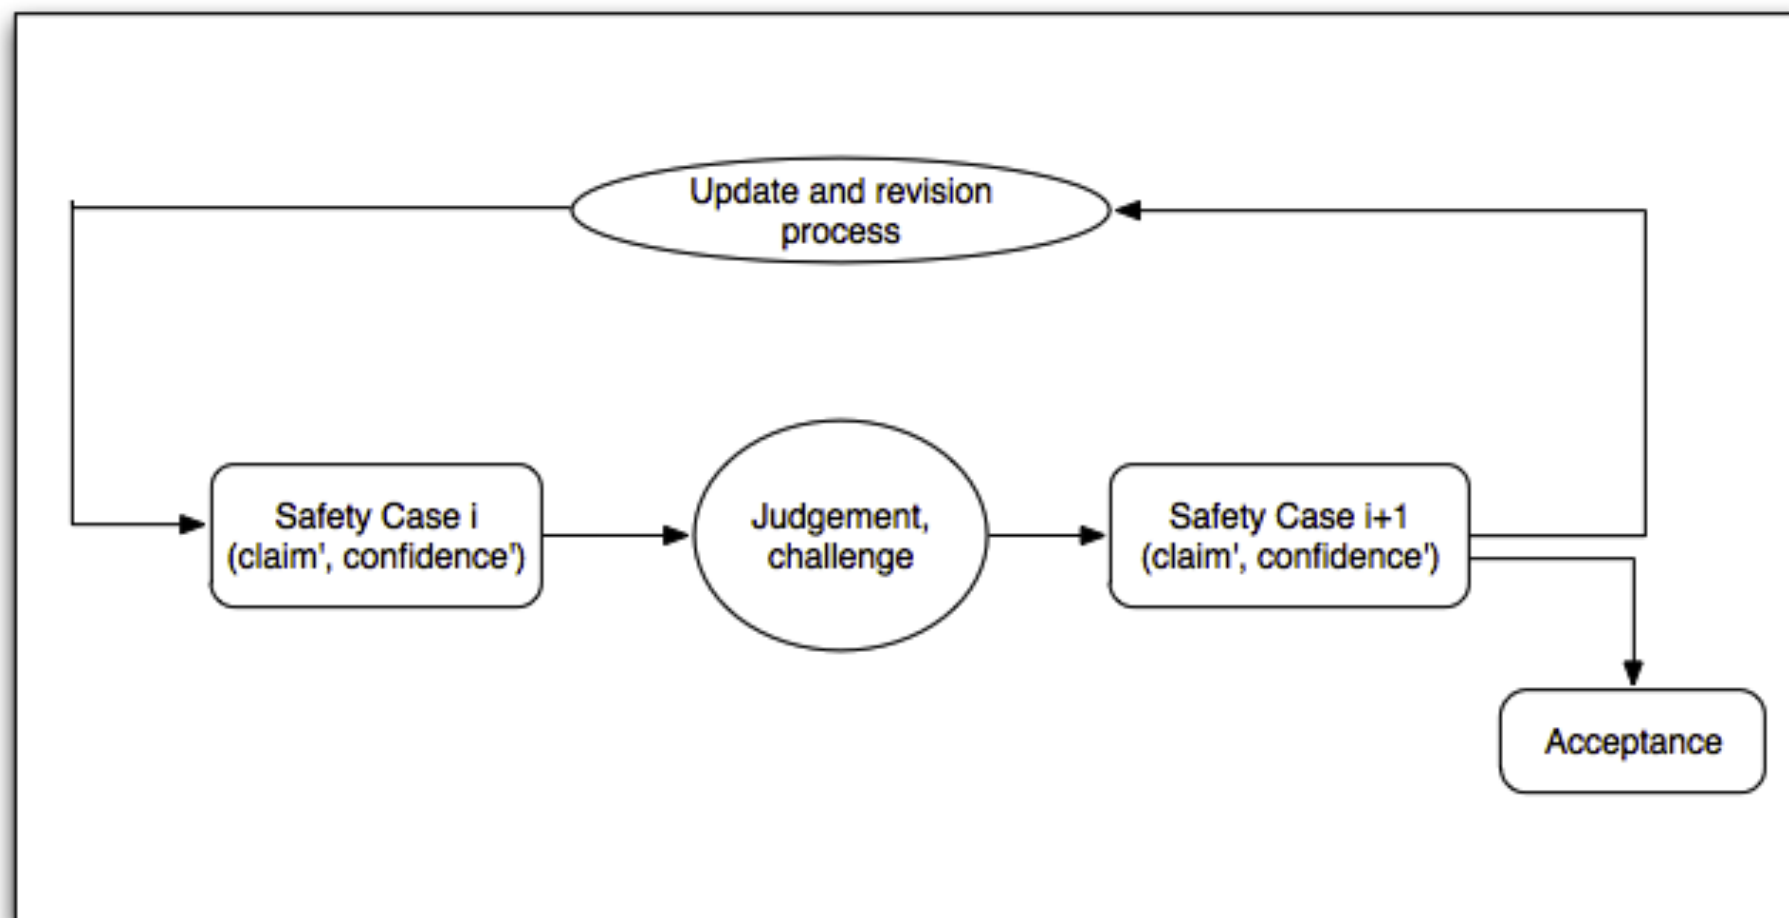 Update and revision
process
Safety Case i
(claim', confidence')
Judgement,
challenge
Safety Case i+1
(claim', confidence')
Acceptance